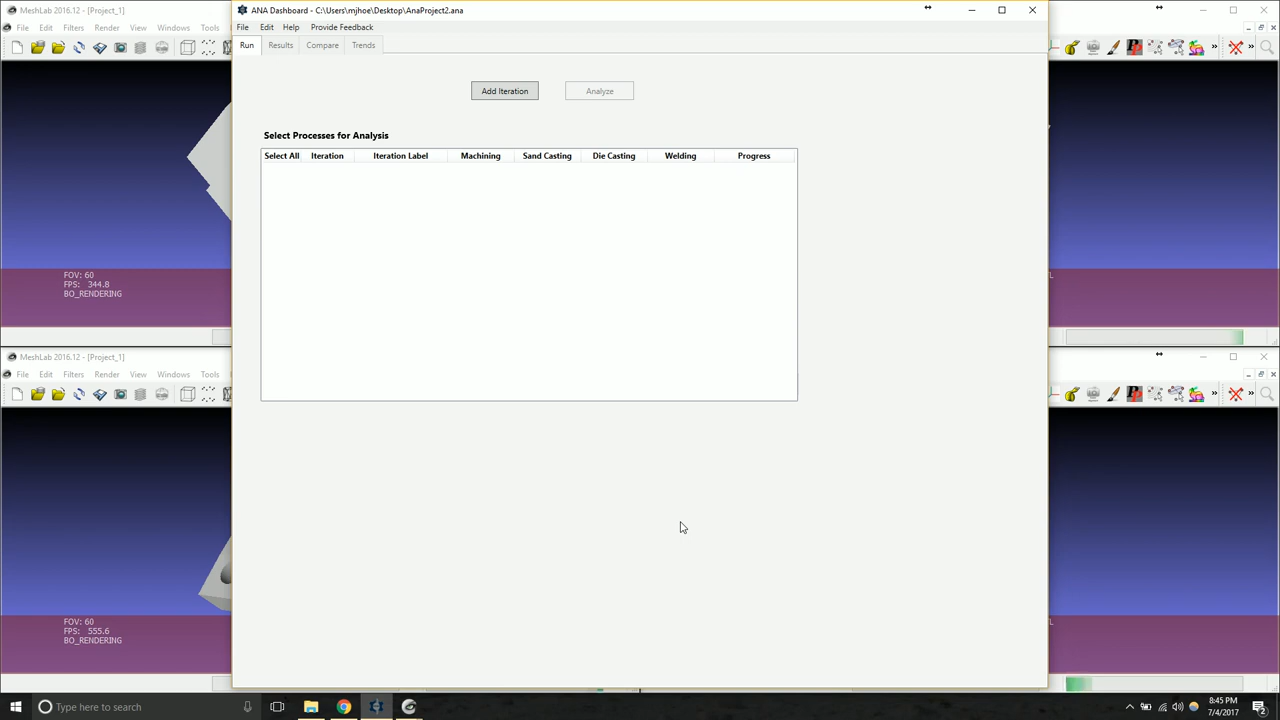 MeshLab 2016.12 - [Project_1]
File Edit Filters Render View Windows Tools
FOV: 60
FPS: 344.8
BO_RENDERING
ANA Dashboard - C:\Users\mjhoe\Desktop\AnaProject2.ana
File Edit Help Provide Feedback
Run Results Compare Trends
Add Iteration Analyze
Select Processes for Analysis
Select All Iteration Iteration Label Machining Sand Casting Die Casting Welding Progress
MeshLab 2016.12 - [Project_1]
File Edit Filters Render View Windows Tools
FOV: 60
FPS: 555.6
BO_RENDERING
Type here to search
8:45 PM
7/4/2017